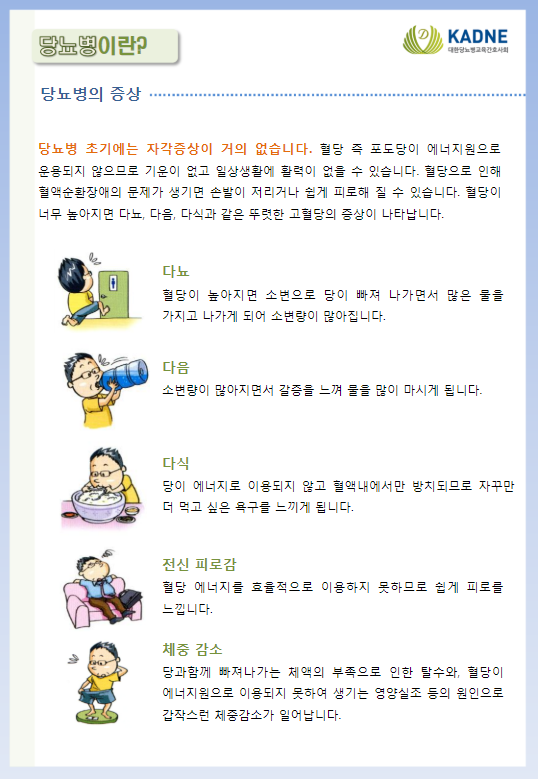 당뇨병이란?
KADNE
대한당뇨병교육간호사회
당뇨병의 증상
당뇨병 초기에는 자각증상이 거의 없습니다. 혈당 즉 포도당이 에너지원으로
운용되지 않으므로 기운이 없고 일상생활에 활력이 없을 수 있습니다. 혈당으로 인해
혈액순환장애의 문제가 생기면 손발이 저리거나 쉽게 피로해 질 수 있습니다. 혈당이
너무 높아지면 다뇨, 다음, 다식과 같은 뚜렷한 고혈당의 증상이 나타납니다.
다뇨
혈당이 높아지면 소변으로 당이 빠져 나가면서 많은 물을
가지고 나가게 되어 소변량이 많아집니다.
다음
소변량이 많아지면서 갈증을 느껴 물을 많이 마시게 됩니다.
다식
당이 에너지로 이용되지 않고 혈액내에서만 방치되므로 자꾸만
더 먹고 싶은 욕구를 느끼게 됩니다.
전신 피로감
혈당 에너지를 효율적으로 이용하지 못하므로 쉽게 피로를
느낍니다.
체중 감소
당과함께 빠져나가는 체액의 부족으로 인한 탈수와, 혈당이
에너지원으로 이용되지 못하여 생기는 영양실조 등의 원인으로
갑작스런 체중감소가 일어납니다.